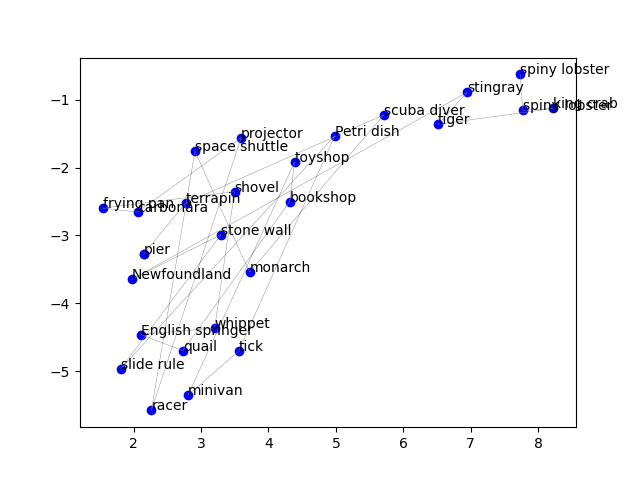 spiny lobster
stingray
spiny lobster
king crab
scuba diver
tiger
projector
Petri dish
space shuttle
toyshop
shovel
terrapin
bookshop
frying pan
carbonara
stone wall
pier
Newfoundland
monarch
whippet
English springer
quail
tick
slide rule
minivan
racer
−1
−2
−3
−4
−5
2
3
4
5
6
7
8